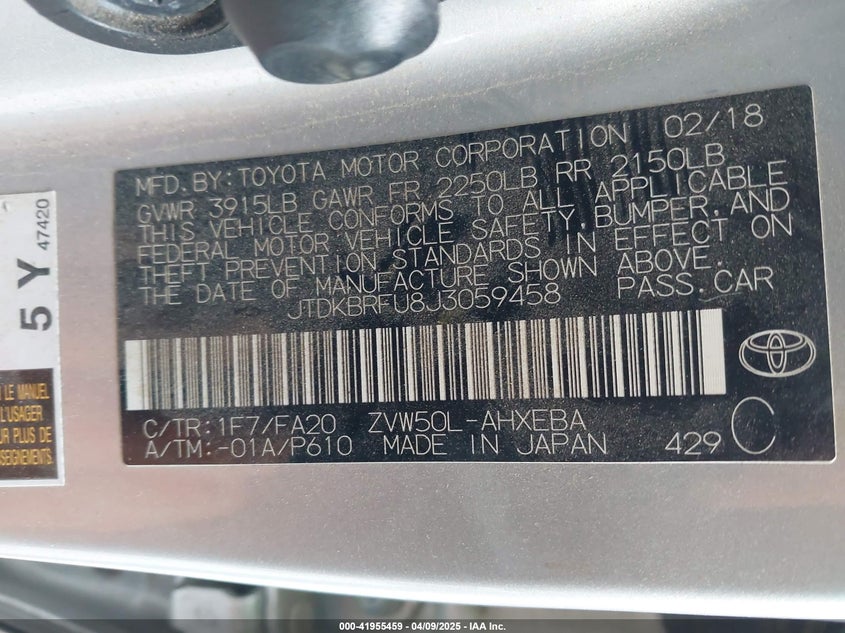 MFD. BY: TOYOTA MOTOR CORPORATION 02/18
GVWR 3915LB GAWR FR 2250LB RR 2150LB
THIS VEHICLE CONFORMS TO ALL APPLICABLE
FEDERAL MOTOR VEHICLE SAFETY, BUMPER, AND
THEFT PREVENTION STANDARDS IN EFFECT ON
THE DATE OF MANUFACTURE SHOWN ABOVE.
JTDKBRFU8J3059458 PASS.CAR
C/TR: 1F7/FA20 ZVW50L-AHXEBA
A/TM: -01A/P610 MADE IN JAPAN 429 C
5 Y
47420
LE MANUEL
L'USAGER
POUR PLUS DE
000-41955459 - 04/09/2025 - IAA Inc.